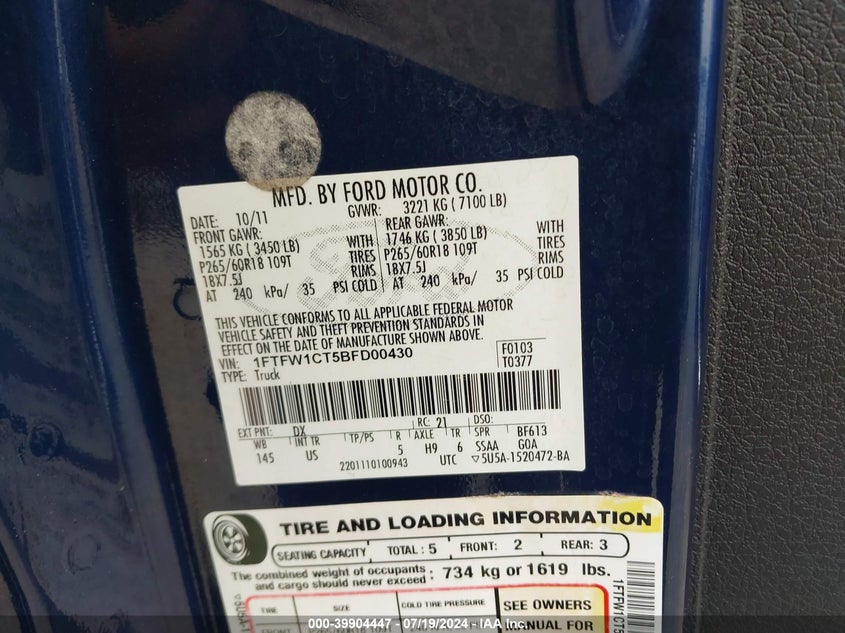 MFD. BY FORD MOTOR CO.
DATE: 10/11 GVWR: 3221 KG ( 7100 LB)
FRONT GAWR: REAR GAWR:
1565 KG ( 3450 LB) WITH 1746 KG ( 3850 LB) WITH
P265/60R18 109T TIRES P265/60R18 109T TIRES
18X7.5J RIMS 18X7.5J RIMS
AT 240 kPa/ 35 PSI COLD AT 240 kPa/ 35 PSI COLD
THIS VEHICLE CONFORMS TO ALL APPLICABLE FEDERAL MOTOR
VEHICLE SAFETY AND THEFT PREVENTION STANDARDS IN
EFFECT ON THE DATE OF MANUFACTURE SHOWN ABOVE.
VIN: 1FTFW1CT5BFD00430 F0103
TYPE: Truck T0377
EXT PNT: DX RC: 21 DSO:
WB INT TR TP/PS R AXLE TR SPR BF613
145 US 5 H9 6 SSAA GOA
2201110100943 UTC ▽5U5A-1520472-BA
TIRE AND LOADING INFORMATION
SEATING CAPACITY TOTAL : 5 FRONT: 2 REAR: 3
The combined weight of occupants and cargo should never exceed : 734 kg or 1619 lbs.
TIRE SIZE COLD TIRE PRESSURE SEE OWNERS
MANUAL FOR
1FTFW1CT5
000-39904447 - 07/19/2024 - IAA Inc.